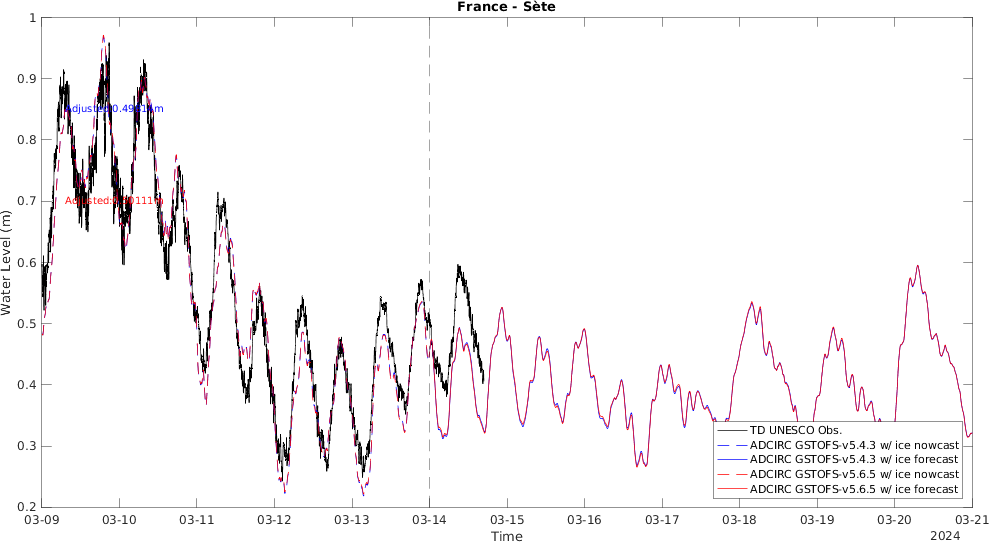 France - Sète
Water Level (m)
1
0.9
0.8
0.7
0.6
0.5
0.4
0.3
0.2
Adjusted
Adjusted:
TD UNESCO Obs.
ADCIRC GSTOFS-v5.4.3 w/ ice nowcast
ADCIRC GSTOFS-v5.4.3 w/ ice forecast
ADCIRC GSTOFS-v5.6.5 w/ ice nowcast
ADCIRC GSTOFS-v5.6.5 w/ ice forecast
03-09 03-10 03-11 03-12 03-13 03-14 03-15 03-16 03-17 03-18 03-19 03-20 03-21
Time
2024